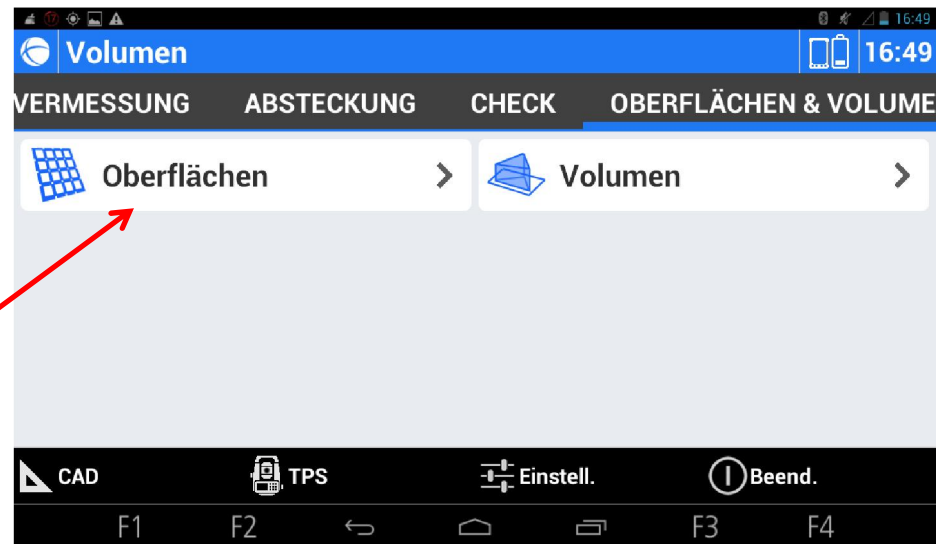 17 A 16:49
Volumen 16:49
VERMESSUNG ABSTECKUNG CHECK OBERFLÄCHEN & VOLUME
Oberflächen Volumen
CAD TPS Einstell. Beend.
F1 F2 F3 F4